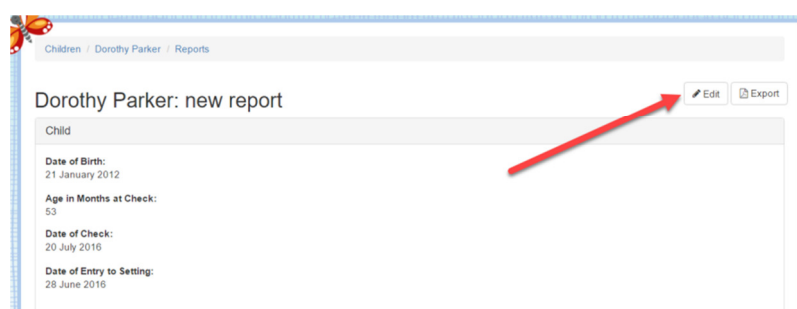 Children / Dorothy Parker / Reports
Dorothy Parker: new report
Edit
Export
Child
Date of Birth:
21 January 2012
Age in Months at Check:
53
Date of Check:
20 July 2016
Date of Entry to Setting:
28 June 2016